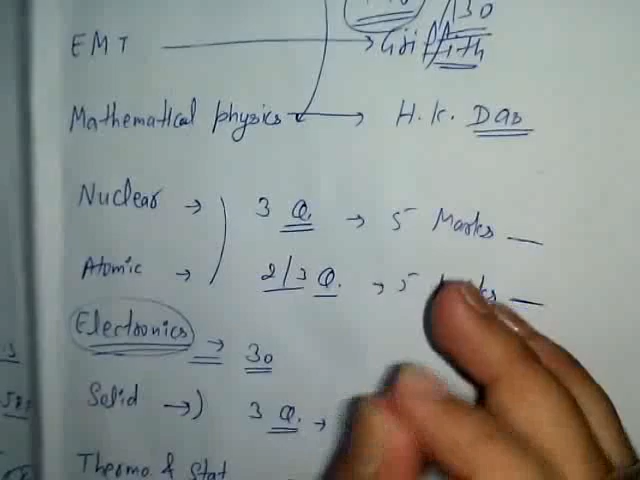 130
EMT → Griffith
Mathematical physics → H.K. Das
Nuclear → 3 Q. → 5 Marks
Atomic → 2/3 Q. → 5
Electronics → 30
Solid → 3 Q. →
Thermo & Stat